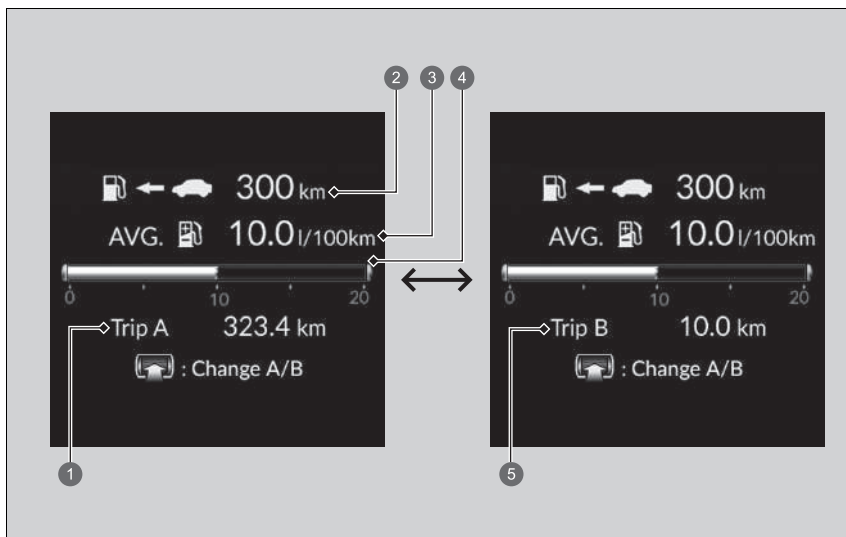 2 3 4
300 km
AVG. 10.0 l/100km
0 10 20
Trip A 323.4 km
: Change A/B
1
300 km
AVG. 10.0 l/100km
0 10 20
Trip B 10.0 km
: Change A/B
5